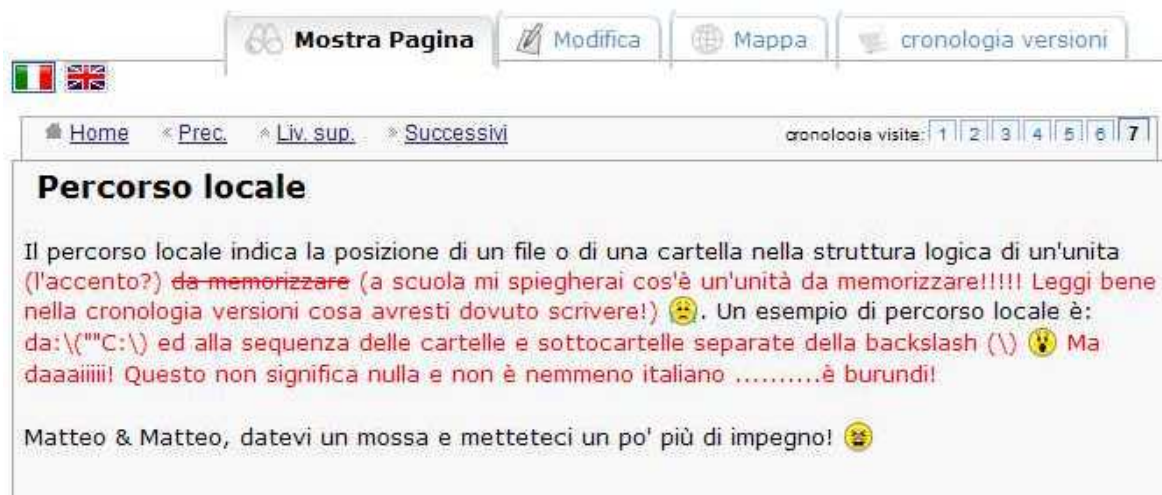 Mostra Pagina Modifica Mappa cronologia versioni
Home Prec. Liv. sup. Successivi cronologia visite: 1 2 3 4 5 6 7
Percorso locale
Il percorso locale indica la posizione di un file o di una cartella nella struttura logica di un'unita
(l'accento?) da memorizzare (a scuola mi spiegherai cos'è un'unità da memorizzare!!!!! Leggi bene
nella cronologia versioni cosa avresti dovuto scrivere!) . Un esempio di percorso locale è:
da:\(""C:\) ed alla sequenza delle cartelle e sottocartelle separate della backslash (\) Ma
daaaiiiiii! Questo non significa nulla e non è nemmeno italiano ..........è burundi!
Matteo & Matteo, datevi un mossa e metteteci un po' più di impegno!